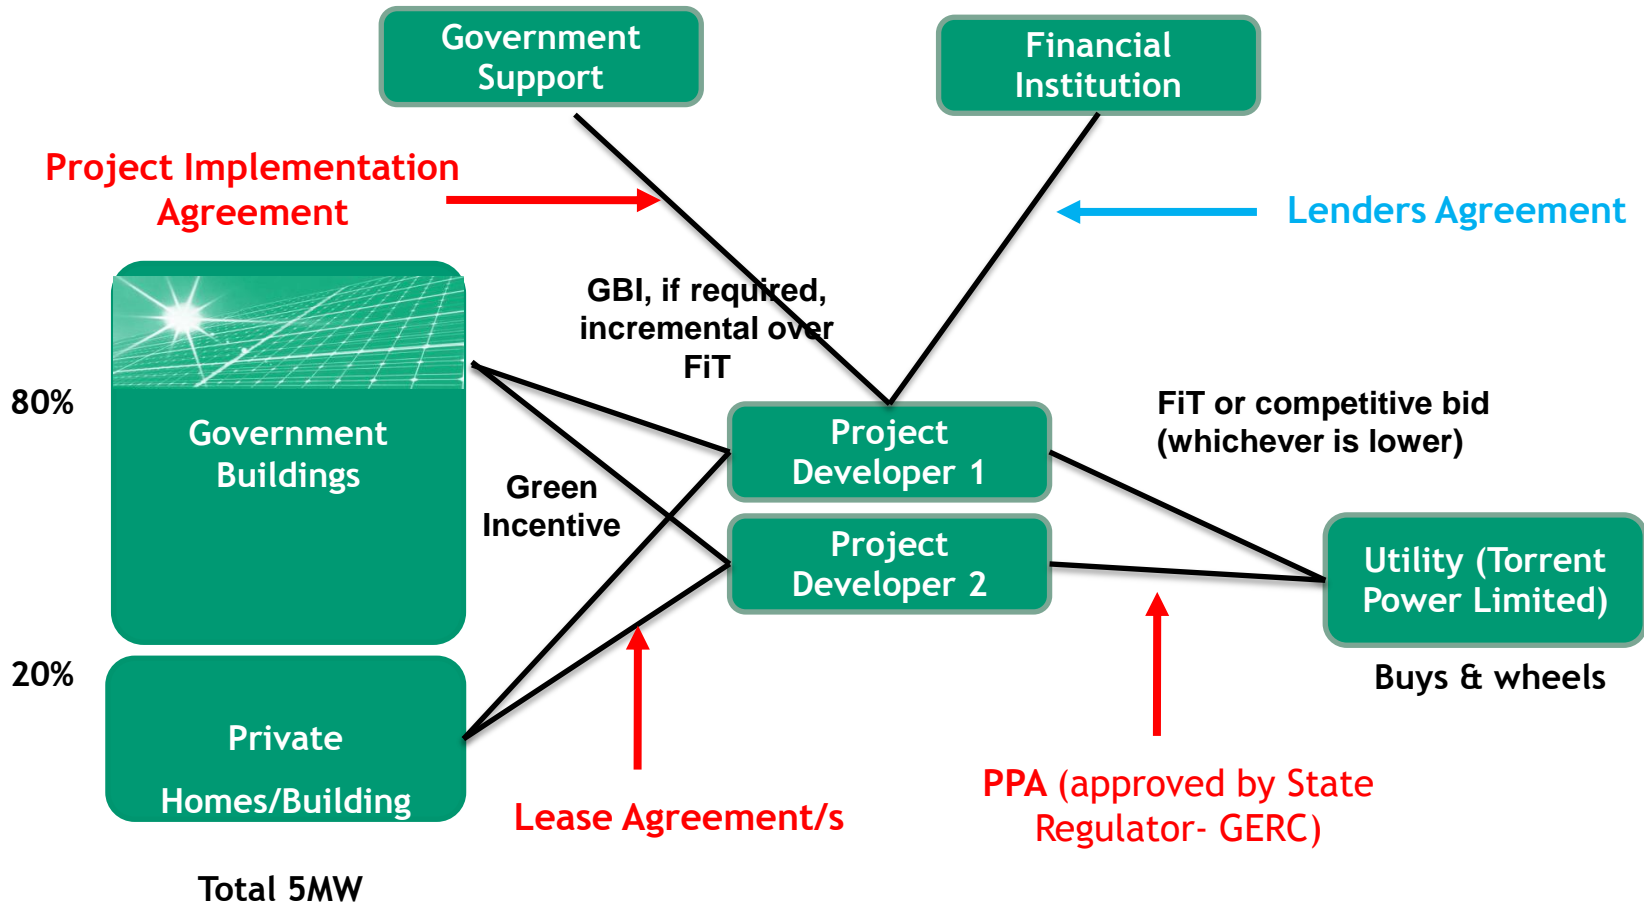 Government
Support
Financial
Institution
Project Implementation
Agreement
Lenders Agreement
GBI, if required,
incremental over
FiT
80%
Government
Buildings
Green
Incentive
Project
Developer 1
FiT or competitive bid
(whichever is lower)
Project
Developer 2
Utility (Torrent
Power Limited)
Buys & wheels
20%
Private
Homes/Building
Lease Agreement/s
PPA (approved by State
Regulator- GERC)
Total 5MW